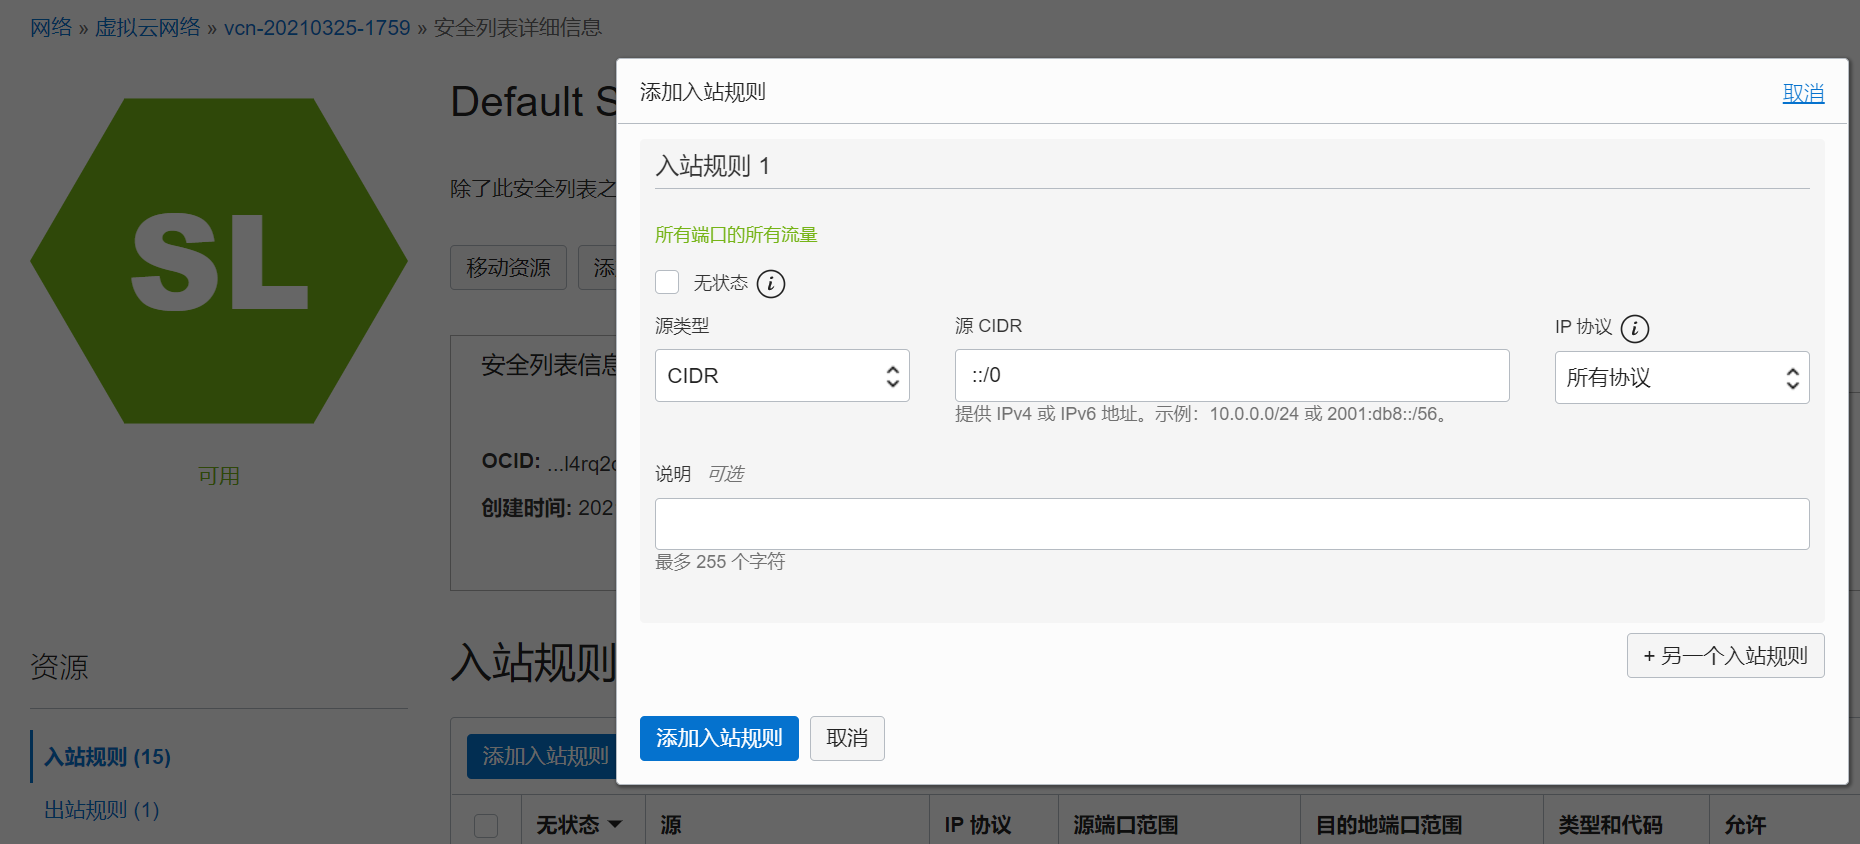 网络 » 虚拟云网络 » vcn-20210325-1759 » 安全列表详细信息
SL
可用
Default S
除了此安全列表之
移动资源
添
安全列表信息
OCID: ...l4rq2
创建时间: 202
添加入站规则
取消
入站规则 1
所有端口的所有流量
无状态 i
源类型
源 CIDR
IP 协议 i
CIDR
::/0
所有协议
提供 IPv4 或 IPv6 地址。示例：10.0.0.0/24 或 2001:db8::/56。
说明 可选
最多 255 个字符
+ 另一个入站规则
添加入站规则
取消
资源
入站规则 (15)
出站规则 (1)
入站规则
添加入站规则
无状态
源
IP 协议
源端口范围
目的地端口范围
类型和代码
允许